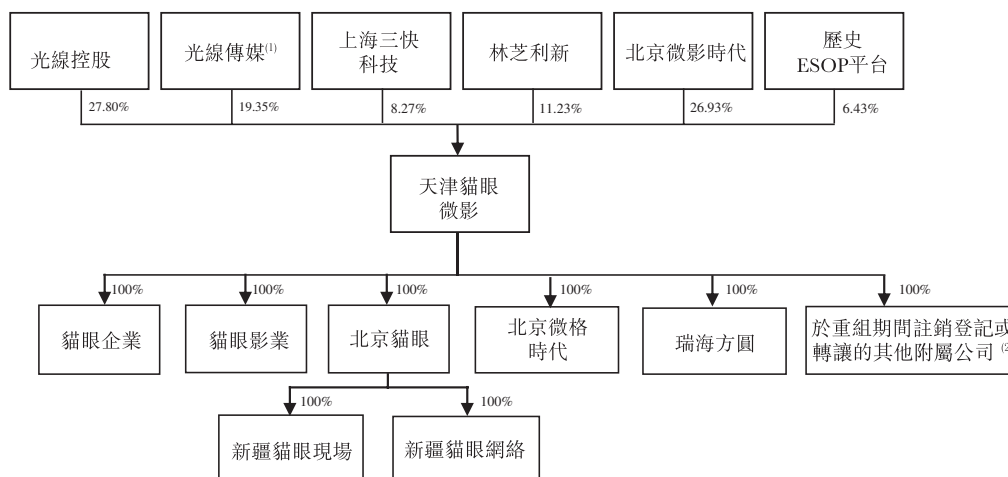 光線控股
光線傳媒(1)
上海三快
科技
林芝利新
北京微影時代
歷史
ESOP平台
27.80%
19.35%
8.27%
11.23%
26.93%
6.43%
天津貓眼
微影
100%
100%
100%
100%
100%
100%
貓眼企業
貓眼影業
北京貓眼
北京微格
時代
瑞海方圓
於重組期間註銷登記或
轉讓的其他附屬公司 (2
100%
100%
新疆貓眼現場
新疆貓眼網絡